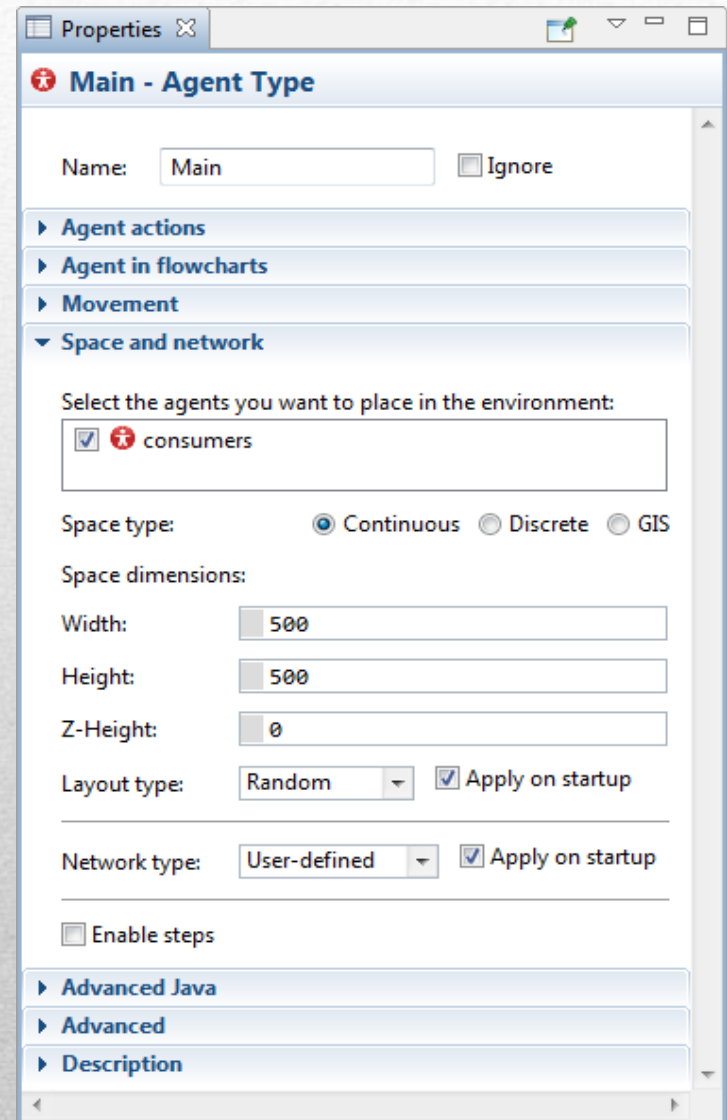 Properties
Main - Agent Type
Name: Main Ignore
Agent actions
Agent in flowcharts
Movement
Space and network
Select the agents you want to place in the environment:
consumers
Space type: Continuous Discrete GIS
Space dimensions:
Width: 500
Height: 500
Z-Height: 0
Layout type: Random Apply on startup
Network type: User-defined Apply on startup
Enable steps
Advanced Java
Advanced
Description